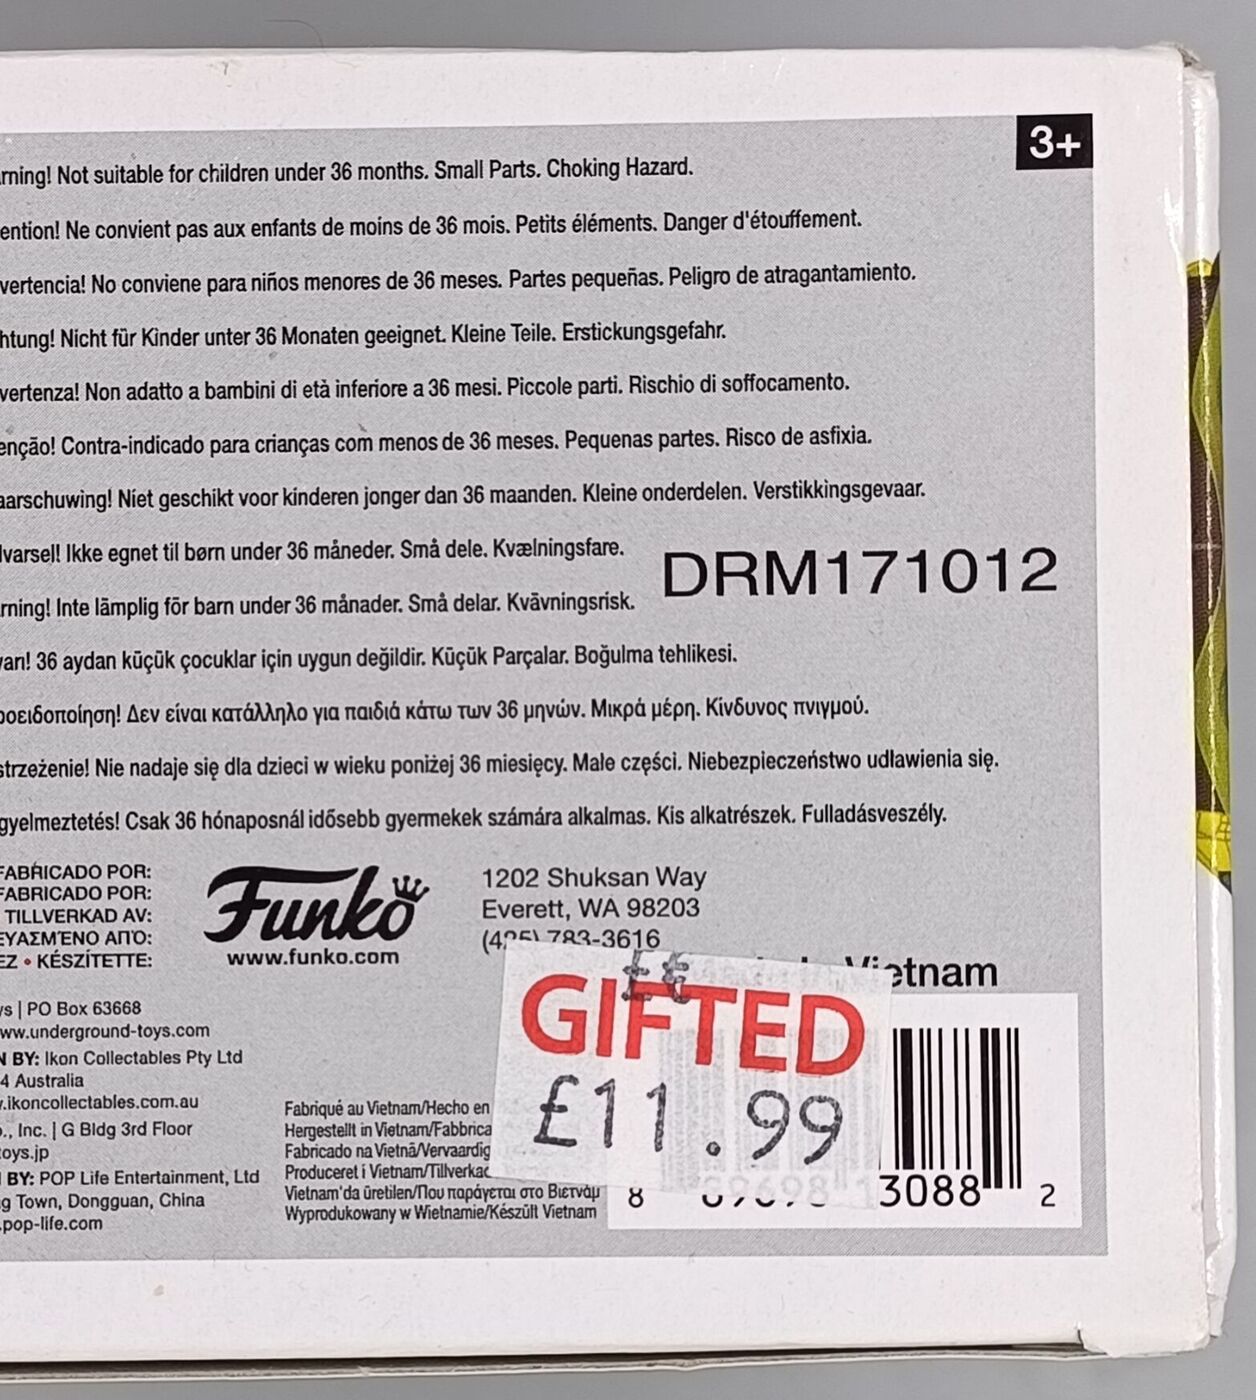 3+
rning! Not suitable for children under 36 months. Small Parts. Choking Hazard.
ention! Ne convient pas aux enfants de moins de 36 mois. Petits éléments. Danger d'étouffement.
vertencia! No conviene para niños menores de 36 meses. Partes pequeñas. Peligro de atragantamiento.
htung! Nicht für Kinder unter 36 Monaten geeignet. Kleine Teile. Erstickungsgefahr.
vertenza! Non adatto a bambini di età inferiore a 36 mesi. Piccole parti. Rischio di soffocamento.
enção! Contra-indicado para crianças com menos de 36 meses. Pequenas partes. Risco de asfixia.
aarschuwing! Niet geschikt voor kinderen jonger dan 36 maanden. Kleine onderdelen. Verstikkingsgevaar.
lvarsel! Ikke egnet til børn under 36 måneder. Små dele. Kvælningsfare.
DRM171012
rning! Inte lämplig för barn under 36 månader. Små delar. Kvävningsrisk.
yarı! 36 aydan küçük çocuklar için uygun değildir. Küçük Parçalar. Boğulma tehlikesi.
ροειδοποίηση! Δεν είναι κατάλληλο για παιδιά κάτω των 36 μηνών. Μικρά μέρη. Κίνδυνος πνιγμού.
strzeżenie! Nie nadaje się dla dzieci w wieku poniżej 36 miesięcy. Małe części. Niebezpieczeństwo udławienia się.
gyelmeztetés! Csak 36 hónaposnál idősebb gyermekek számára alkalmas. Kis alkatrészek. Fulladásveszély.
FABRICADO POR:
FABRICADO POR:
TILLVERKAD AV:
ΕΥΑΣΜΈΝΟ ΑΠΌ:
EZ • KÉSZÍTETTE:
Funko
www.funko.com
1202 Shuksan Way
Everett, WA 98203
(425) 783-3616
Vietnam
ys | PO Box 63668
ww.underground-toys.com
N BY: Ikon Collectables Pty Ltd
4 Australia
.ikoncollectables.com.au
., Inc. | G Bldg 3rd Floor
toys.jp
BY: POP Life Entertainment, Ltd
g Town, Dongguan, China
.pop-life.com
Fabriqué au Vietnam/Hecho en
Hergestellt in Vietnam/Fabbrica
Fabricado na Vietnã/Vervaardig
Produceret i Vietnam/Tillverkac
Vietnam'da üretilen/Που παράγεται στο Βιετνάμ
Wyprodukowany w Wietnamie/Készült Vietnam
££
GIFTED
£11.99
8 89698 13088 2